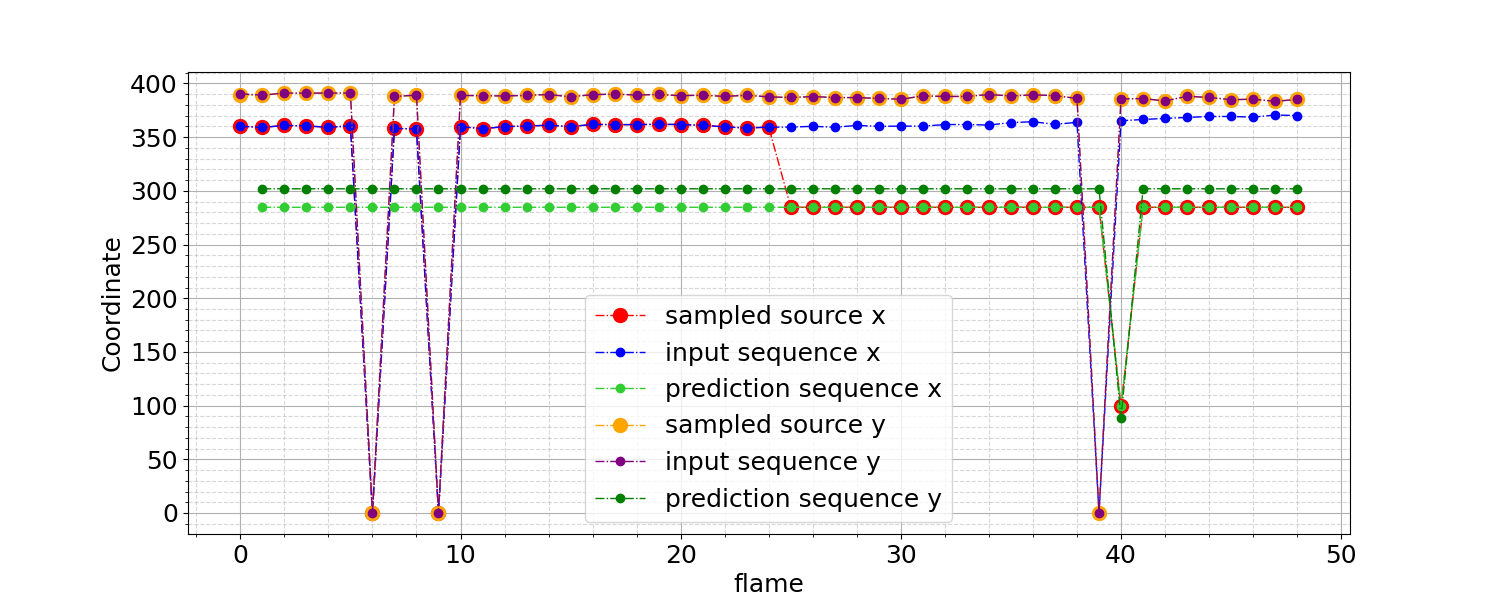 400
350
300
250
200
150
100
50
0
Coordinate
sampled source x
input sequence x
prediction sequence x
sampled source y
input sequence y
prediction sequence y
0 10 20 30 40 50
flame